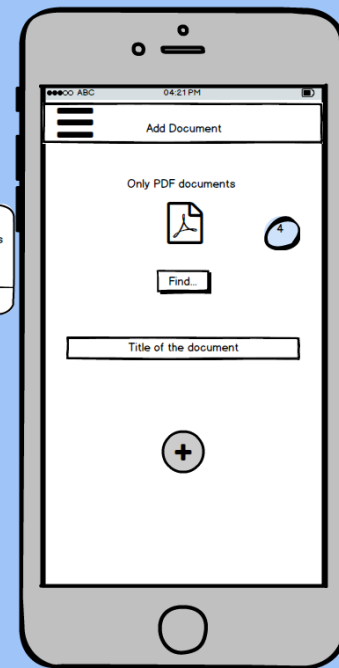 ABC 04:21 PM
Add Document
Only PDF documents
4
s
Find...
Title of the document
+